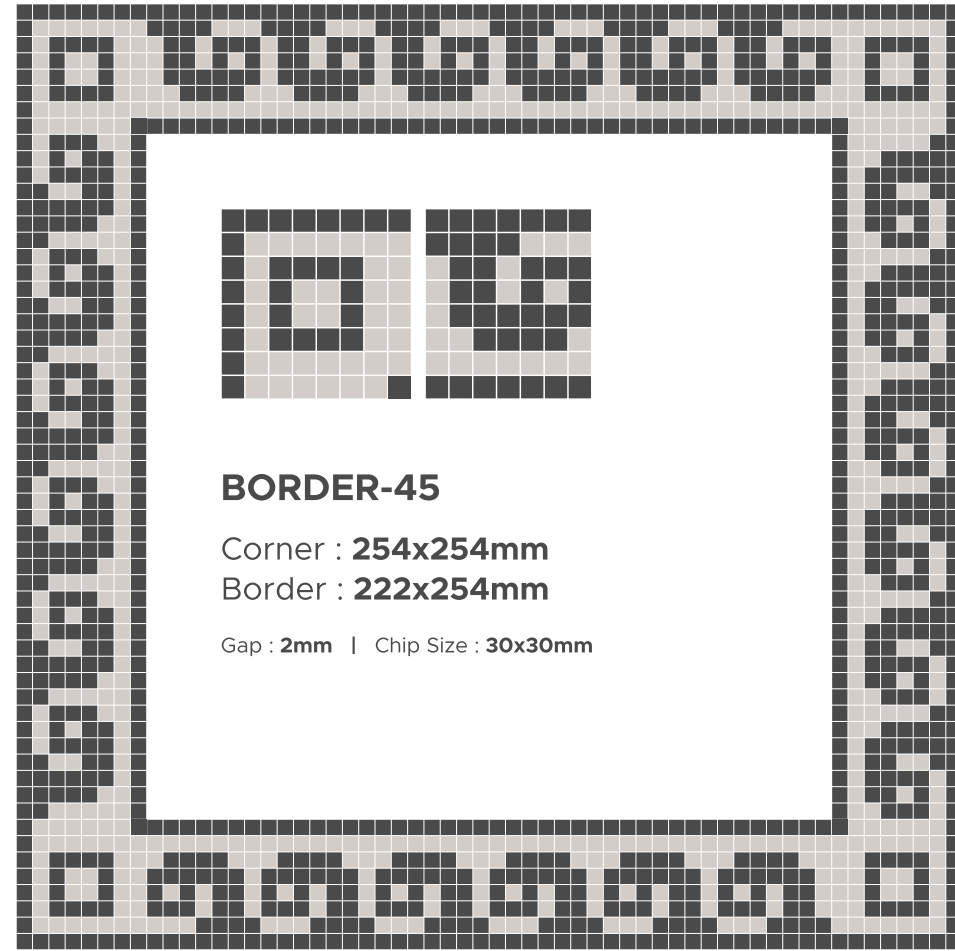 BORDER-45
Corner : 254x254mm
Border : 222x254mm
Gap : 2mm | Chip Size : 30x30mm